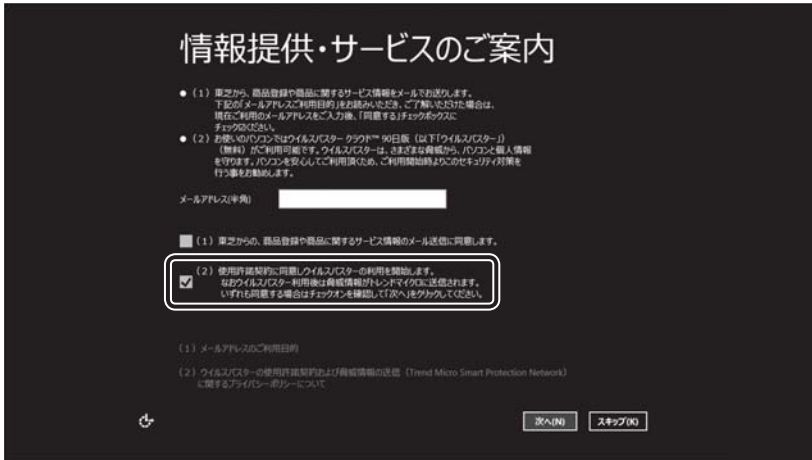 情報提供・サービスのご案内
● (1) 東芝から、商品登録や商品に関するサービス情報をメールでお送りします。
下記の「メールアドレスご利用目的」をお読みいただき、ご了解いただけた場合は、
現在ご利用のメールアドレスをご入力後、「同意する」チェックボックスに
チェックください。
● (2) お使いのパソコンではウイルスバスター クラウド™ 90日版 (以下「ウイルスバスター」)
(無料) がご利用可能です。ウイルスバスターは、さまざまな脅威から、パソコンと個人情報
を守ります。パソコンを安心してご利用頂くため、ご利用開始時よりこのセキュリティ対策を
行う事をお勧めします。
メールアドレス(半角)
(1) 東芝からの、商品登録や商品に関するサービス情報のメール送信に同意します。
(2) 使用許諾契約に同意しウイルスバスターの利用を開始します。
なおウイルスバスター利用後は脅威情報がトレンドマイクロに送信されます。
いずれも同意する場合はチェックオンを確認して「次へ」をクリックしてください。
(1) メールアドレスのご利用目的
(2) ウイルスバスターの使用許諾契約および脅威情報の送信 (Trend Micro Smart Protection Network)
に関するプライバシーポリシーについて
次へ(N)
スキップ(K)